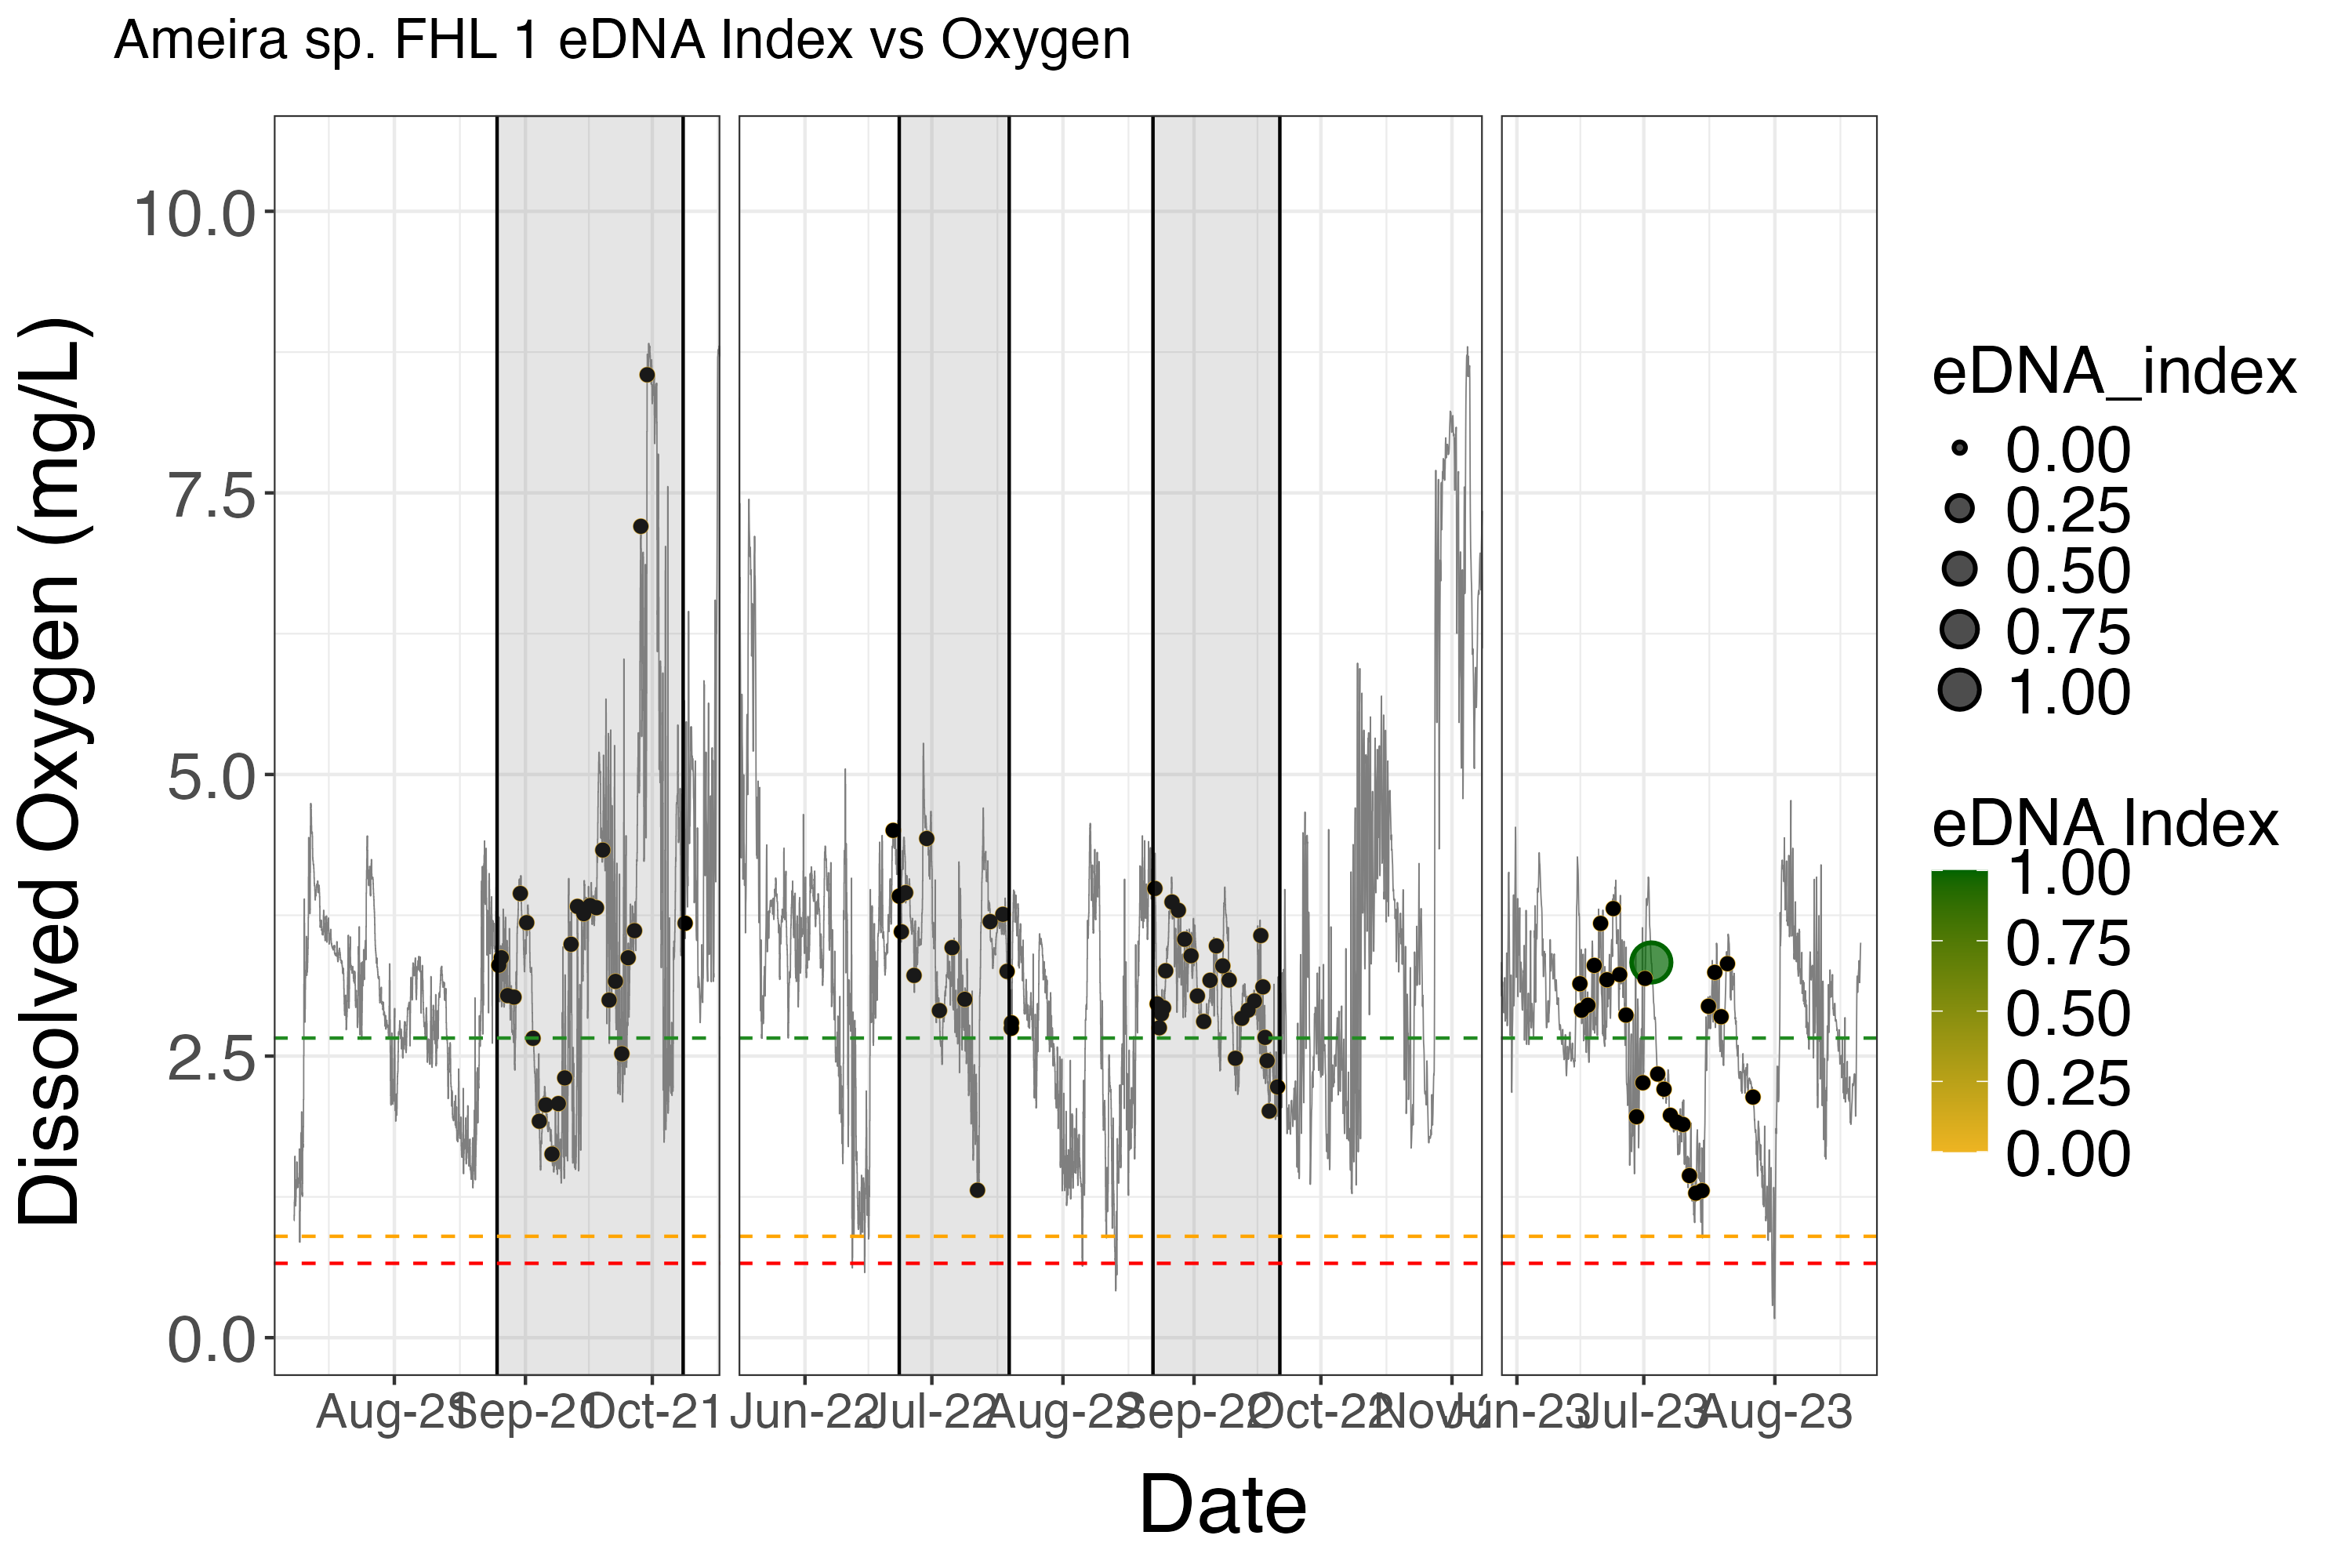 Ameira sp. FHL 1 eDNA Index vs Oxygen
Dissolved Oxygen (mg/L)
10.0
7.5
5.0
2.5
0.0
Aug-21 Sep-21 Oct-21 Jun-22 Jul-22 Aug-22 Sep-22 Oct-22 Jun-23 Jul-23 Aug-23
Date
eDNA_index
0.00
0.25
0.50
0.75
1.00
eDNA Index
1.00
0.75
0.50
0.25
0.00